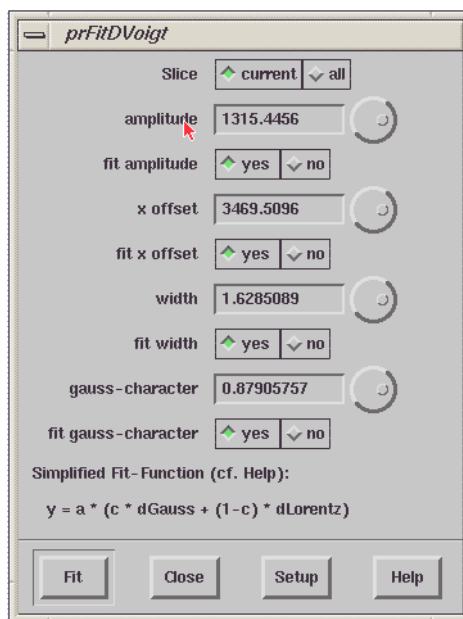 prFitDVoigt
Slice current all
amplitude 1315.4456
fit amplitude yes no
x offset 3469.5096
fit x offset yes no
width 1.6285089
fit width yes no
gauss-character 0.87905757
fit gauss-character yes no
Simplified Fit-Function (cf. Help):
y = a * (c * dGauss + (1-c) * dLorentz)
Fit Close Setup Help